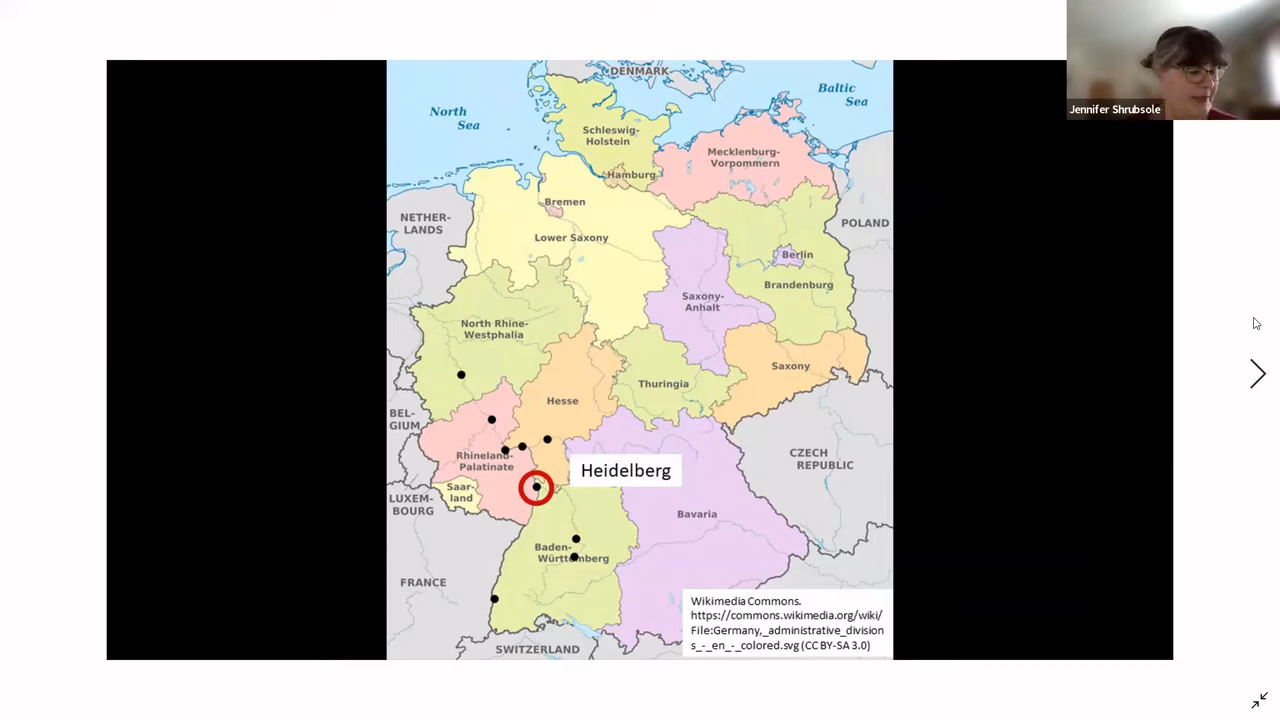 Jennifer Shrubsole
DENMARK
North
Sea
Baltic
Sea
Schleswig-
Holstein
Mecklenburg-
Vorpommern
Hamburg
Bremen
NETHER-
LANDS
POLAND
Lower Saxony
Berlin
Brandenburg
Saxony-
Anhalt
North Rhine-
Westphalia
Saxony
Thuringia
Hesse
BEL-
GIUM
Rhineland-
Palatinate
CZECH
REPUBLIC
Heidelberg
Saar-
land
LUXEM-
BOURG
Bavaria
Baden-
Württemberg
FRANCE
SWITZERLAND
Wikimedia Commons.
https://commons.wikimedia.org/wiki/
File:Germany,_administrative_division
s_-_en_-_colored.svg (CC BY-SA 3.0)